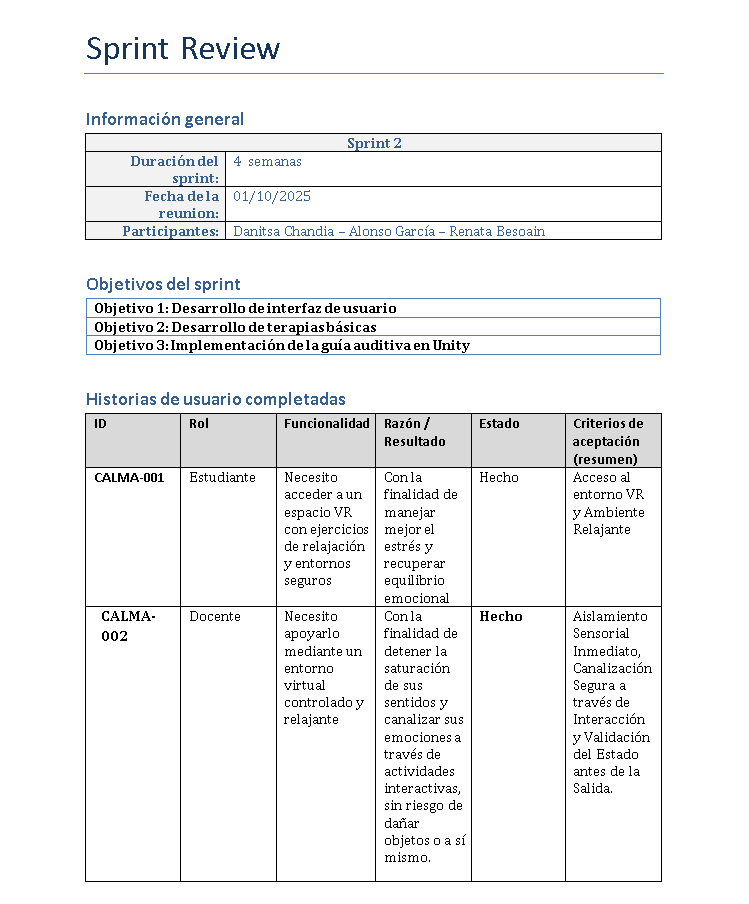 Sprint Review
Información general
Sprint 2
Duración del
sprint:
4 semanas
Fecha de la
reunion:
01/10/2025
Participantes:
Danitsa Chandia – Alonso García – Renata Besoain
Objetivos del sprint
Objetivo 1: Desarrollo de interfaz de usuario
Objetivo 2: Desarrollo de terapias básicas
Objetivo 3: Implementación de la guía auditiva en Unity
Historias de usuario completadas
ID
Rol
Funcionalidad
Razón /
Resultado
Estado
Criterios de
aceptación
(resumen)
CALMA-001
Estudiante
Necesito
acceder a un
espacio VR
con ejercicios
de relajación
y entornos
seguros
Con la
finalidad de
manejar
mejor el
estrés y
recuperar
equilibrio
emocional
Hecho
Acceso al
entorno VR
y Ambiente
Relajante
CALMA-
002
Docente
Necesito
apoyarlo
mediante un
entorno
virtual
controlado y
relajante
Con la
finalidad de
detener la
saturación
de sus
sentidos y
canalizar sus
emociones a
través de
actividades
interactivas,
sin riesgo de
dañar
objetos o a sí
mismo.
Hecho
Aislamiento
Sensorial
Inmediato,
Canalización
Segura a
través de
Interacción
y Validación
del Estado
antes de la
Salida.